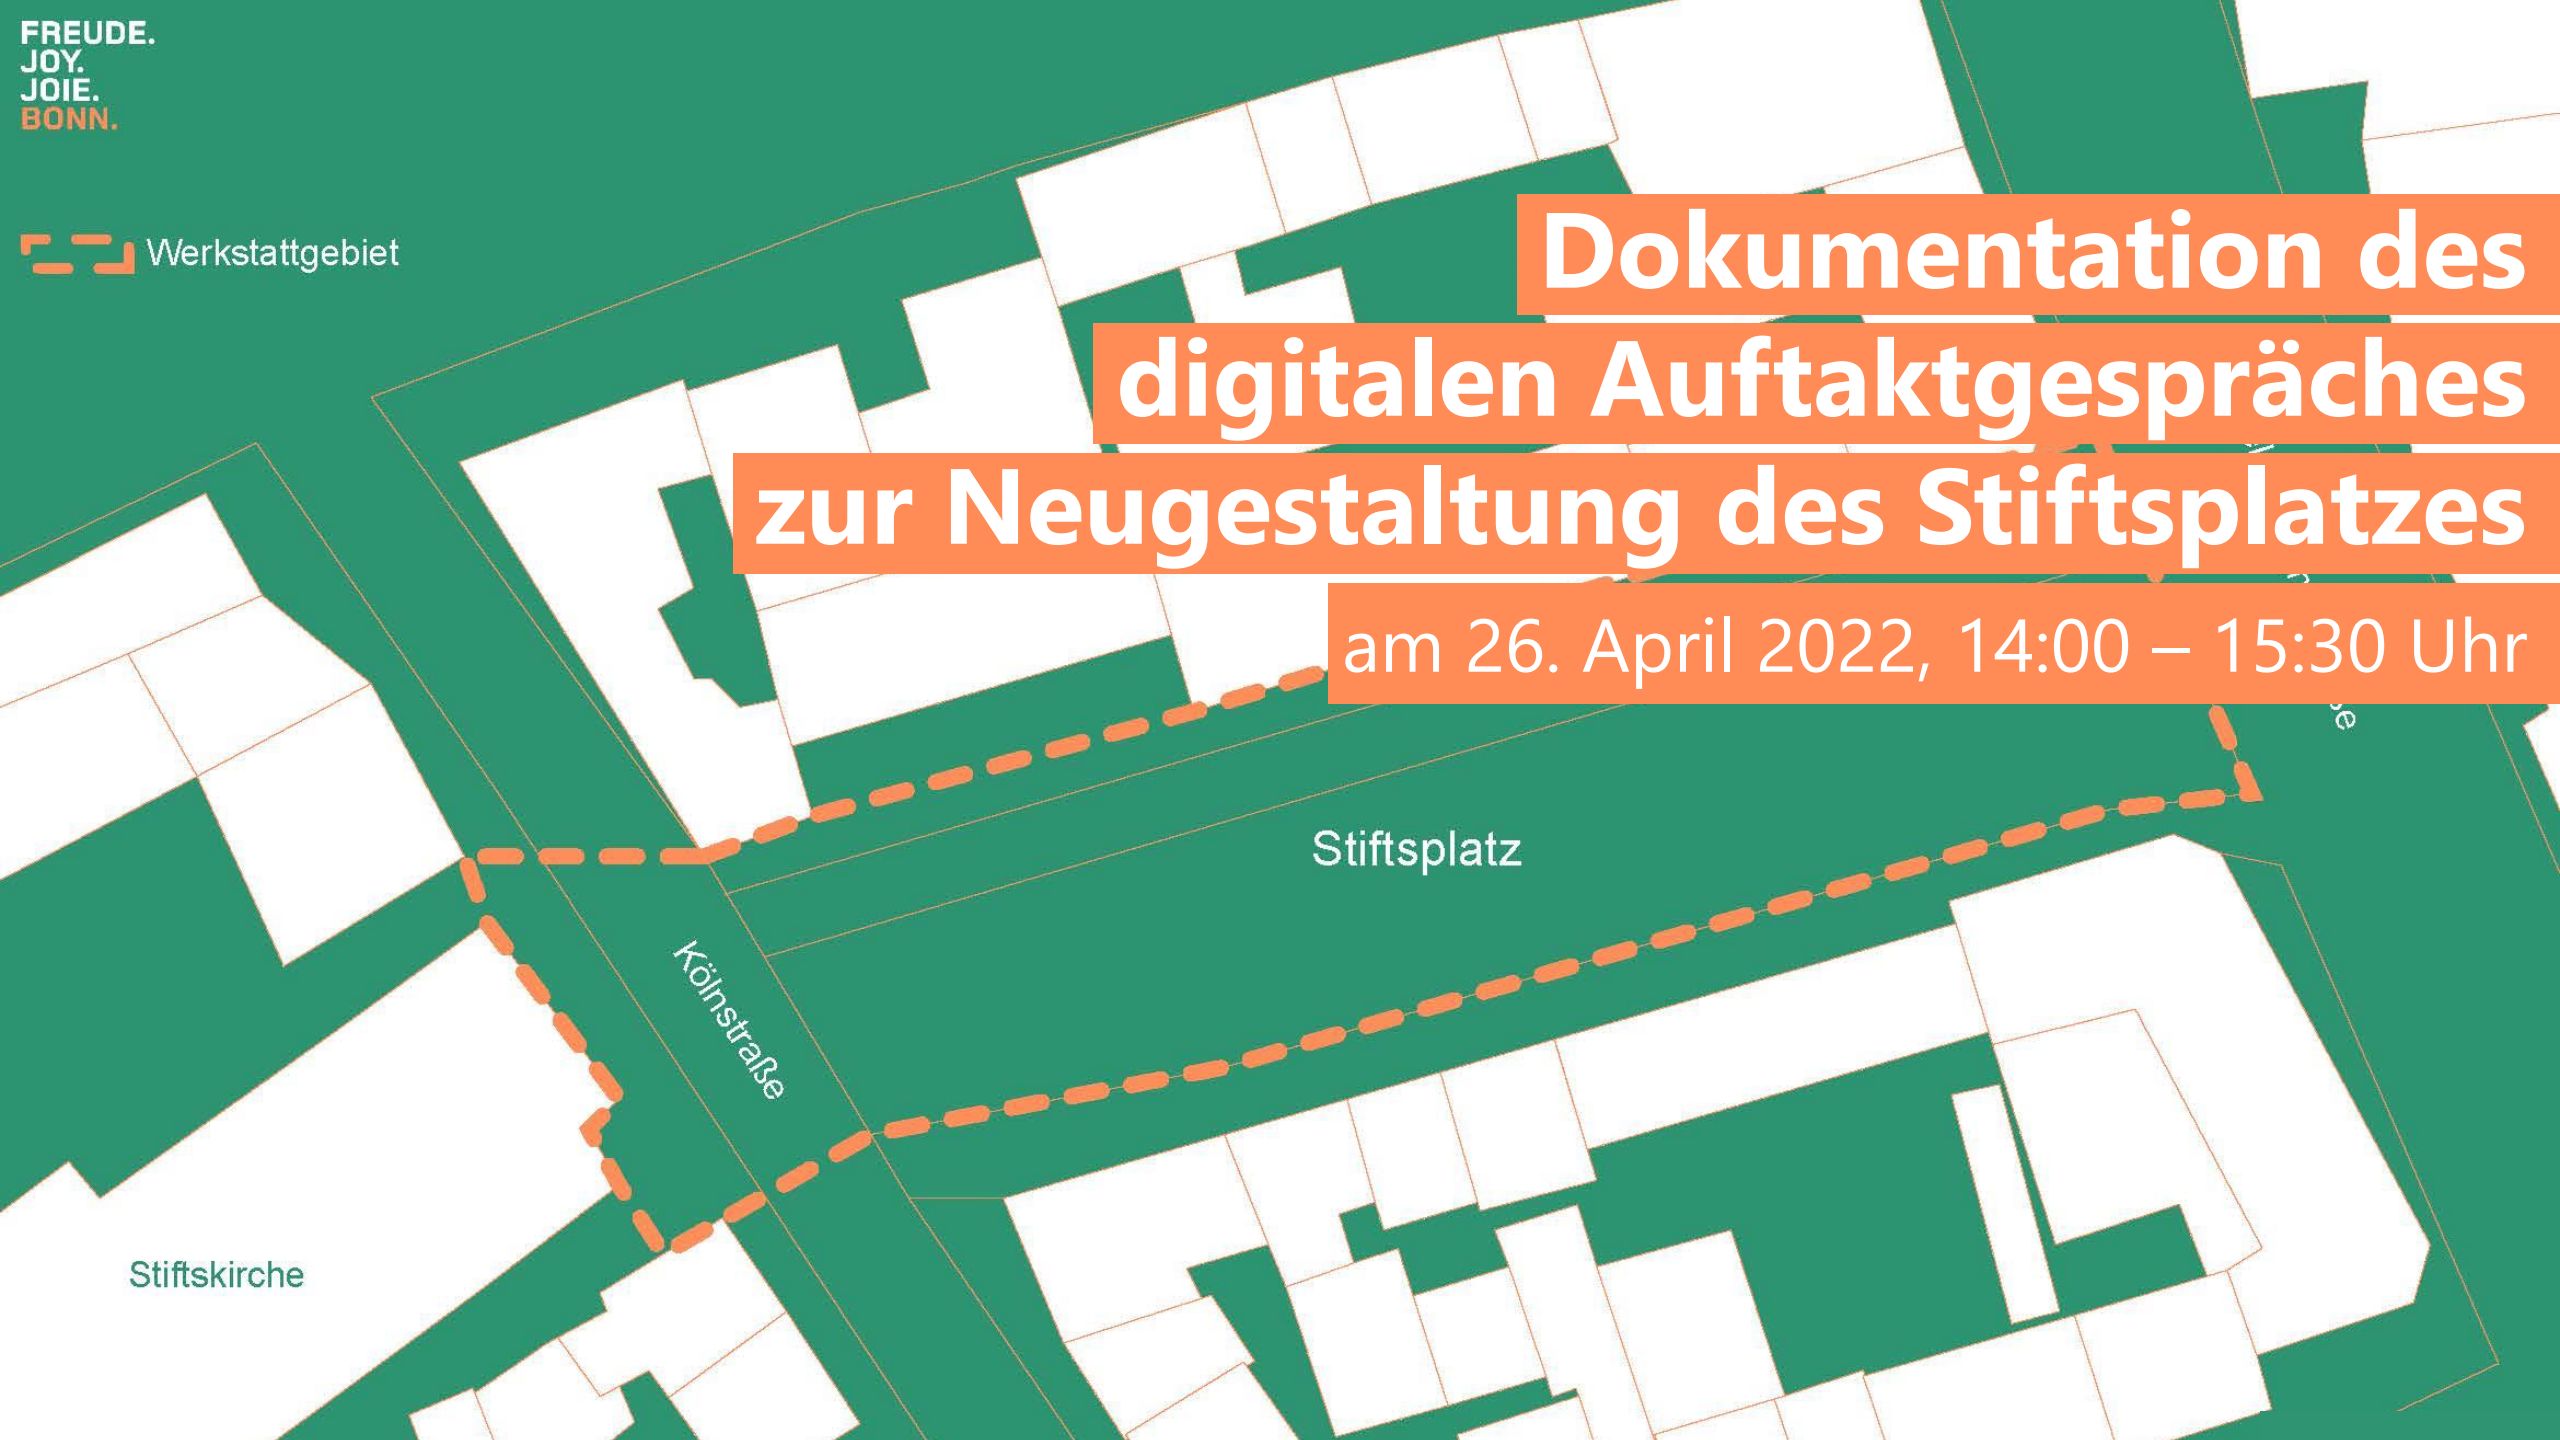 FREUDE.
JOY.
JOIE.
BONN.
Werkstattgebiet
Dokumentation des
digitalen Auftaktgespräches
zur Neugestaltung des Stiftsplatzes
am 26. April 2022, 14:00 – 15:30 Uhr
Stiftsplatz
Kölnstraße
Stiftskirche